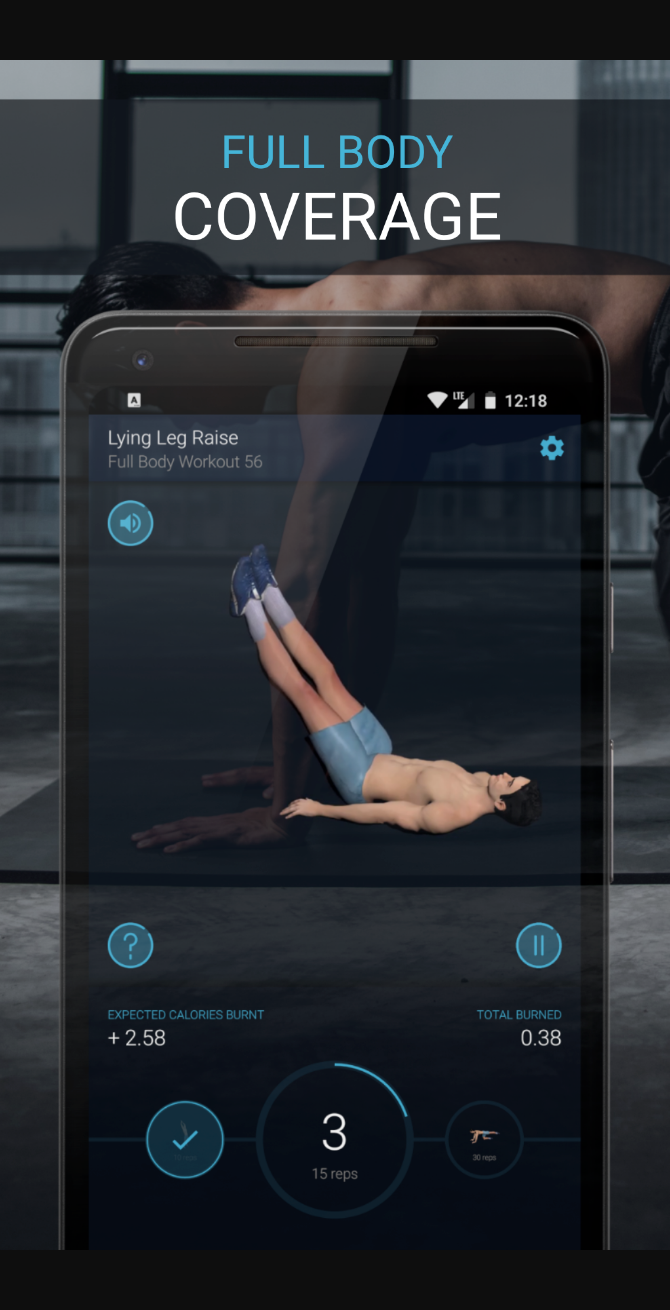 FULL BODY
COVERAGE
A
LTE
12:18
Lying Leg Raise
Full Body Workout 56
?
EXPECTED CALORIES BURNT
TOTAL BURNED
+ 2.58
0.38
3
15 reps
30 reps